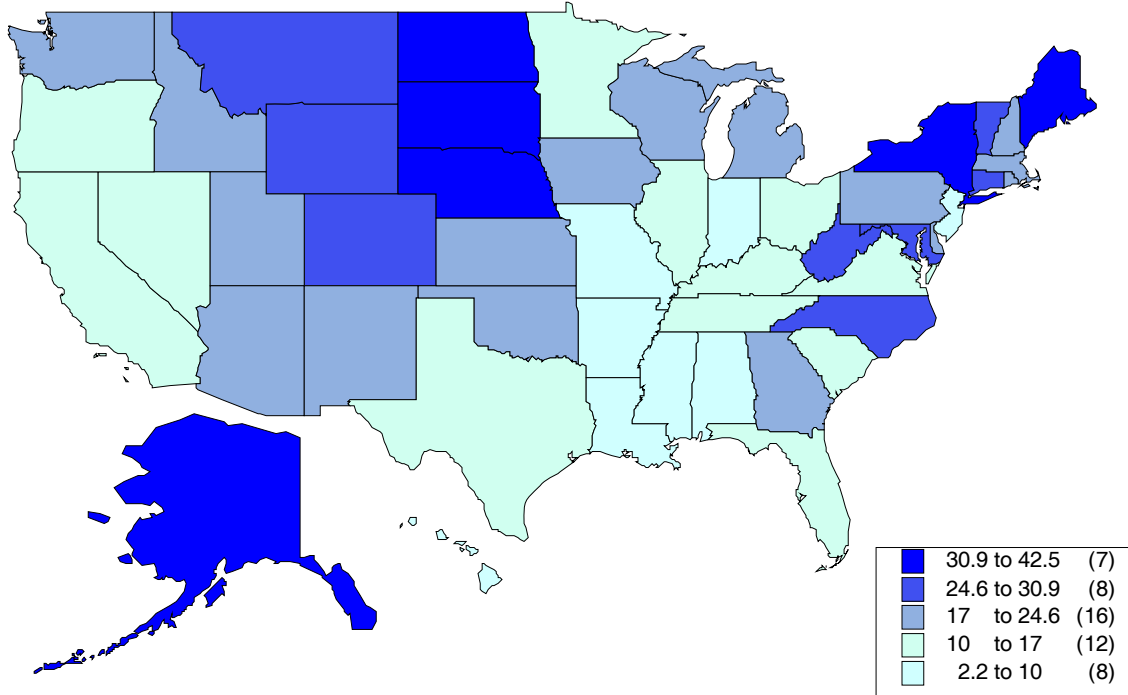 30.9 to 42.5 (7)
24.6 to 30.9 (8)
17 to 24.6 (16)
10 to 17 (12)
2.2 to 10 (8)